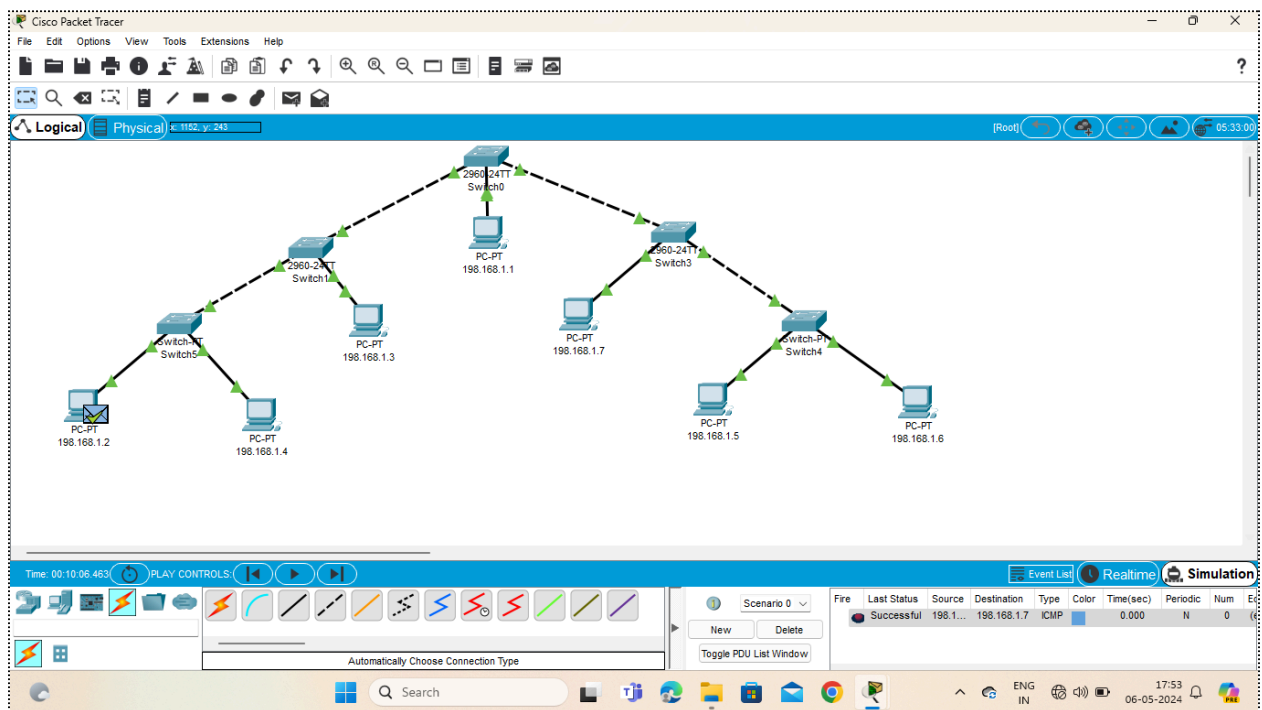 Cisco Packet Tracer
File Edit Options View Tools Extensions Help
?
Logical Physical x: 1152, y: 243 [Root] 05:33:00
2960-24TT
Switch0
PC-PT
198.168.1.1
2960-24TT
Switch1
2960-24TT
Switch3
PC-PT
198.168.1.3
PC-PT
198.168.1.7
Switch-PT
Switch5
Switch-PT
Switch4
PC-PT
198.168.1.2
PC-PT
198.168.1.4
PC-PT
198.168.1.5
PC-PT
198.168.1.6
Time: 00:10:06.463 PLAY CONTROLS: Event List Realtime Simulation
Scenario 0
New Delete
Toggle PDU List Window
Fire Last Status Source Destination Type Color Time(sec) Periodic Num
Successful 198.1... 198.168.1.7 ICMP 0.000 N 0
Automatically Choose Connection Type
Search
ENG
IN
17:53
06-05-2024
PRE